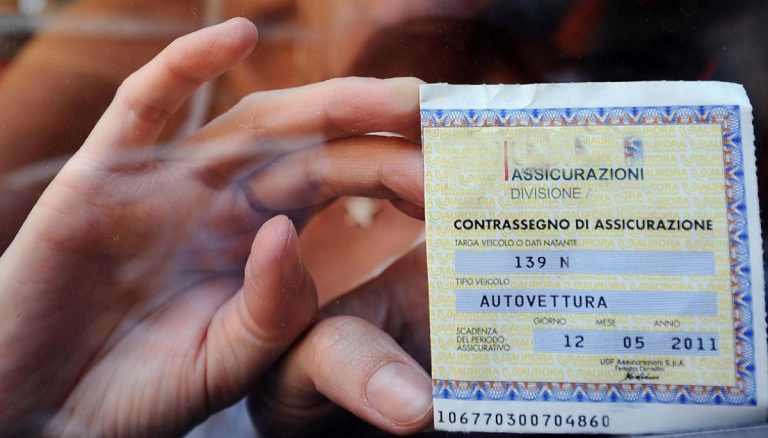 ASSICURAZIONI
DIVISIONE
CONTRASSEGNO DI ASSICURAZIONE
TARGA VEICOLO O DATI NATANTE
139 N
TIPO VEICOLO
AUTOVETTURA
GIORNO MESE ANNO
SCADENZA
DEL PERIODO
ASSICURATIVO
12 05 2011
UGF Assicurazioni S.p.A.
106770300704860